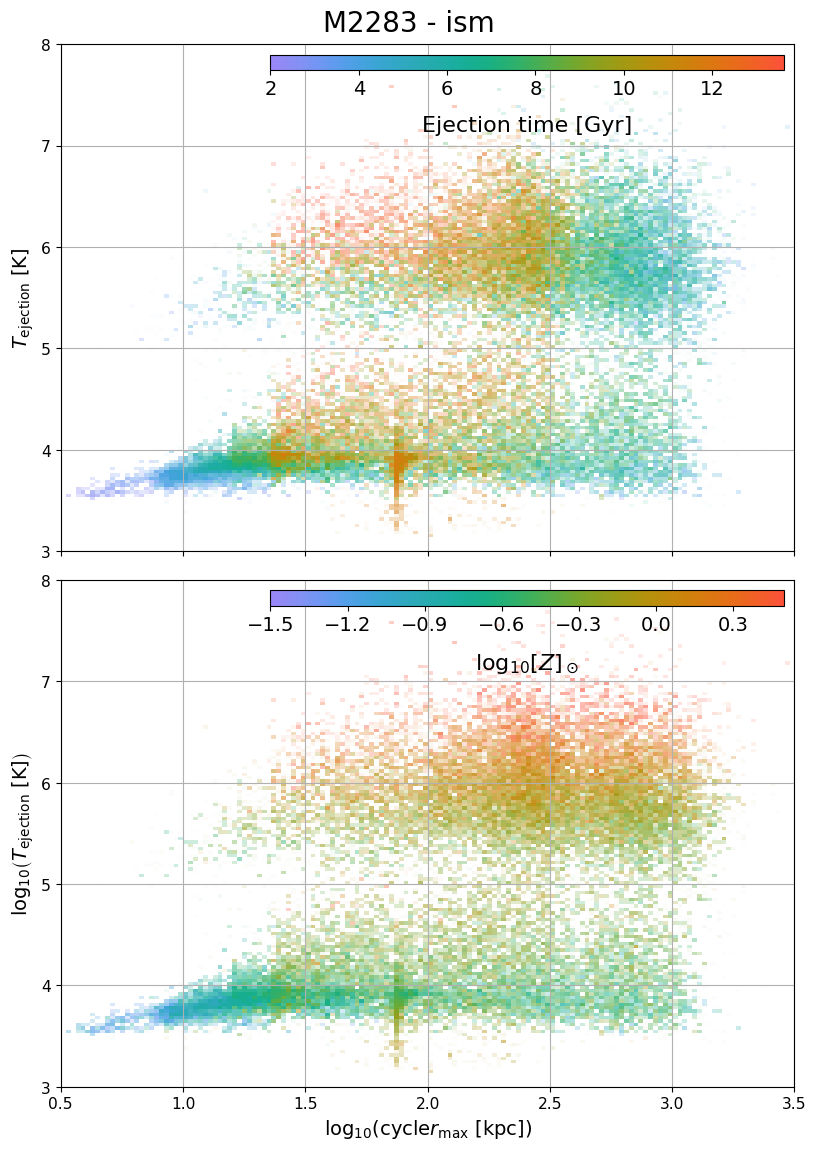 M2283 - ism
8
2 4 6 8 10 12
Ejection time [Gyr]
7
6
T_ejection [K]
5
4
3
8
−1.5 −1.2 −0.9 −0.6 −0.3 0.0 0.3
log₁₀[Z]⊙
7
6
log₁₀(T_ejection [K])
5
4
3
0.5 1.0 1.5 2.0 2.5 3.0 3.5
log₁₀(cycler_max [kpc])